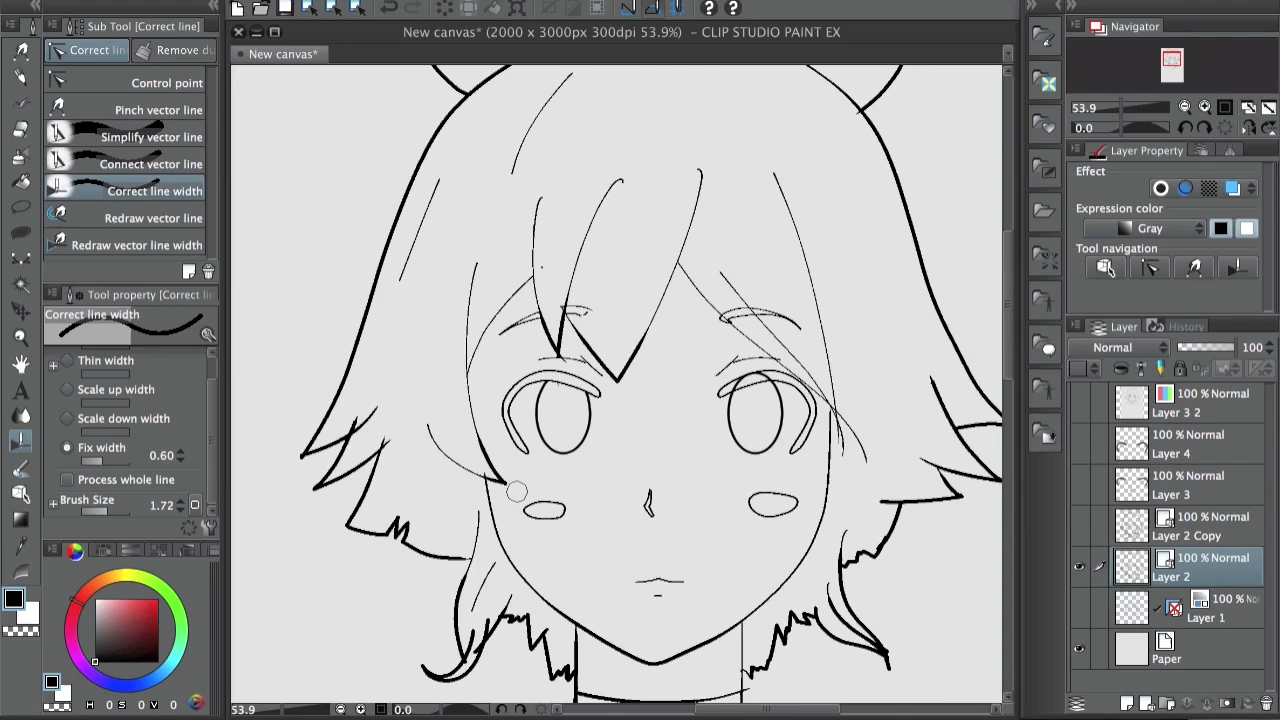 Sub Tool [Correct line]
New canvas* (2000 x 3000px 300dpi 53.9%) - CLIP STUDIO PAINT EX
Navigator
Correct lin
Remove du
New canvas*
Control point
Pinch vector line
Simplify vector line
Connect vector line
Correct line width
Redraw vector line
Redraw vector line width
53.9
0.0
Layer Property
Effect
Expression color
Gray
Tool navigation
Tool property [Correct li
Correct line width
Thin width
Scale up width
Scale down width
Fix width
0.60
Process whole line
Brush Size
1.72
Layer
History
Normal
100
100 % Normal
Layer 3 2
100 % Normal
Layer 4
100 % Normal
Layer 3
100 % Normal
Layer 2 Copy
100 % Normal
Layer 2
100 % No
Layer 1
Paper
H 0 S 0 V 0
53.9
0.0